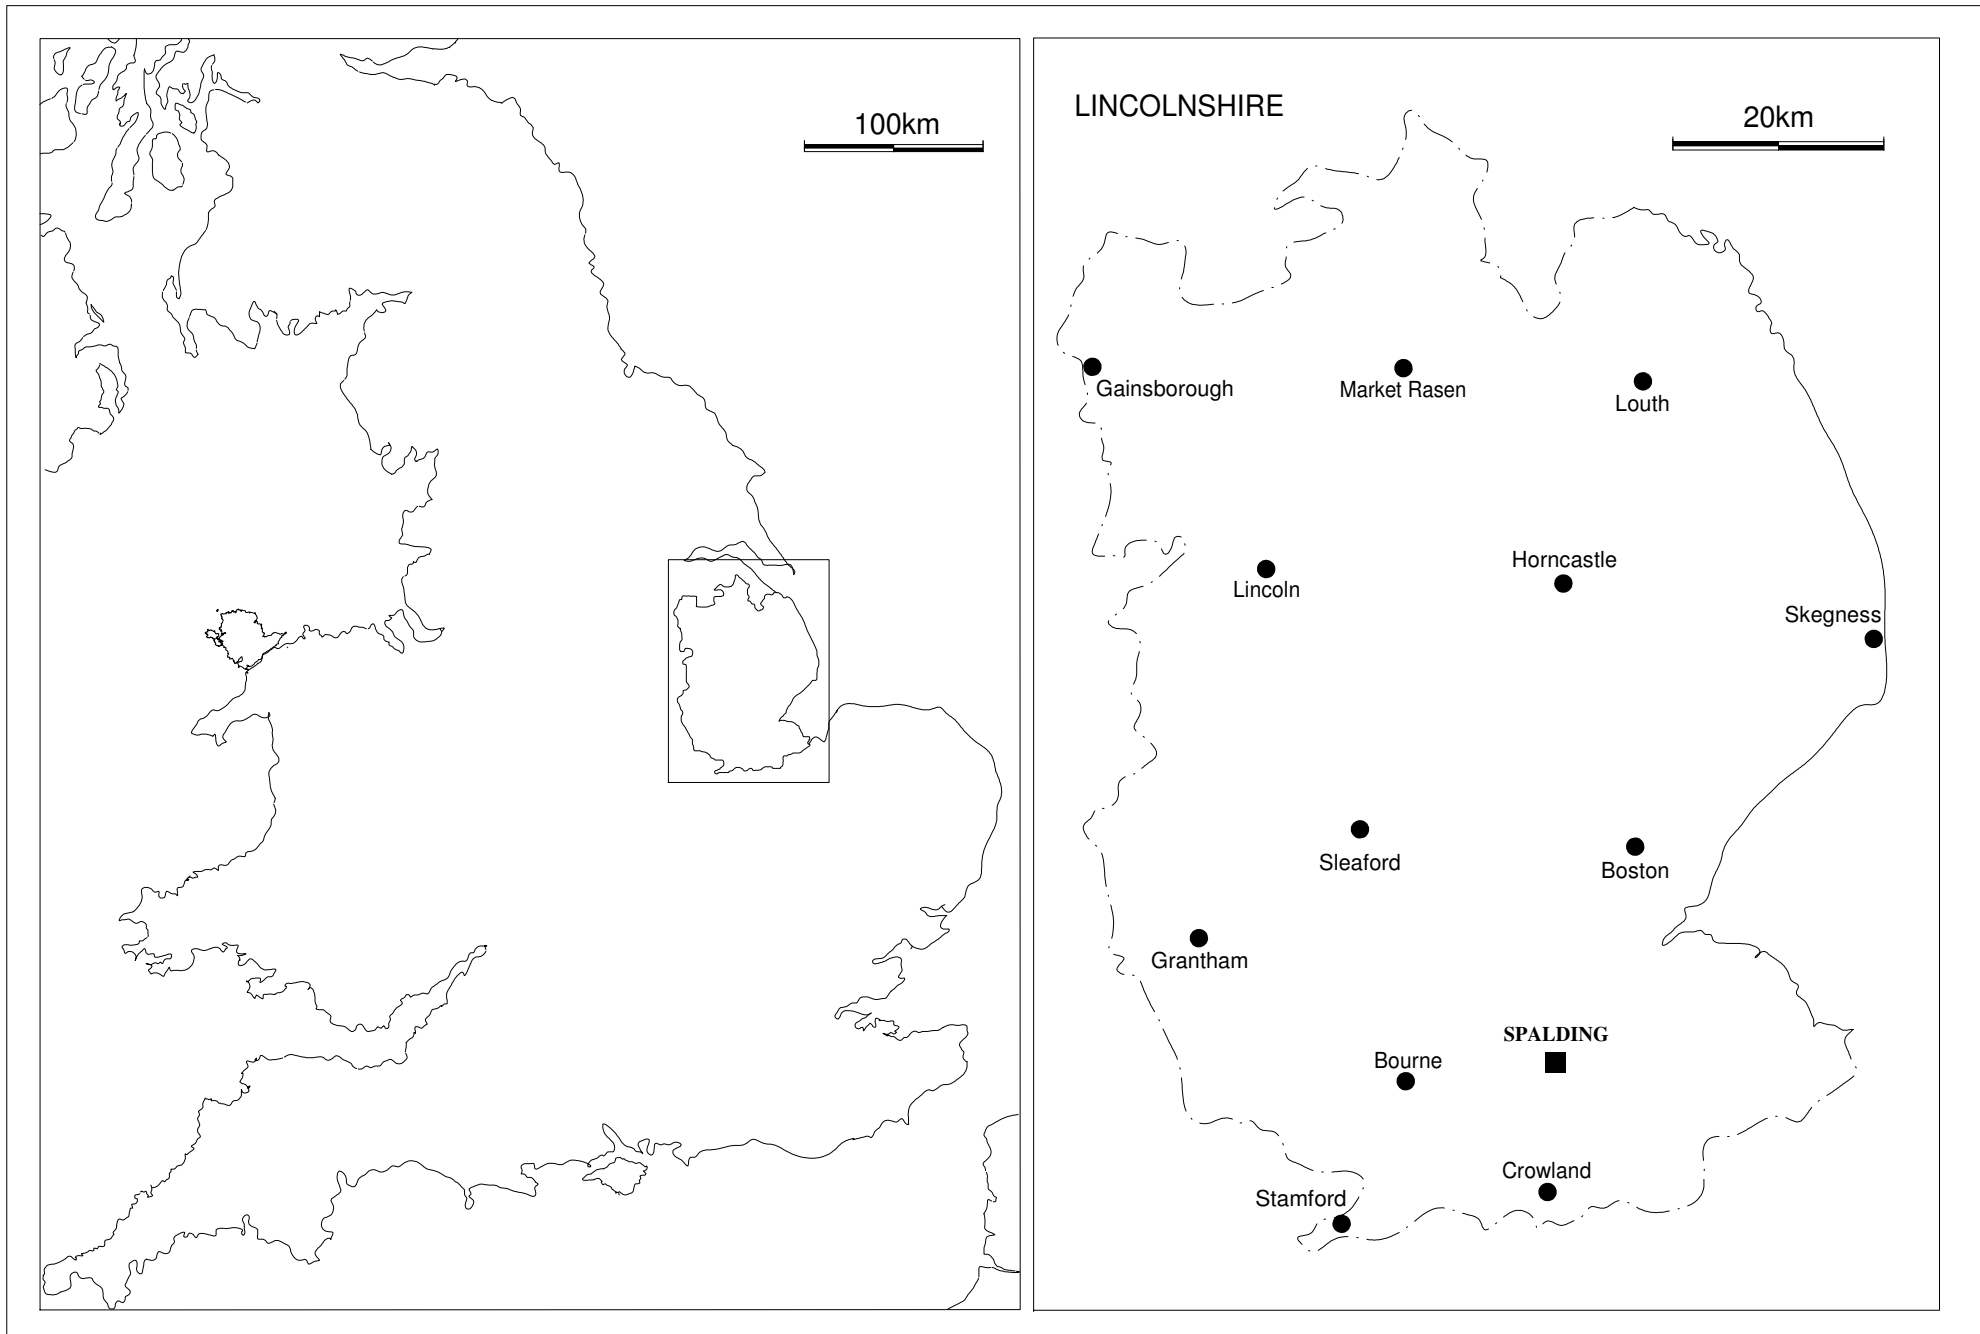 100km
LINCOLNSHIRE
20km
Gainsborough
Market Rasen
Louth
Horncastle
Lincoln
Skegness
Sleaford
Boston
Grantham
SPALDING
Bourne
Crowland
Stamford